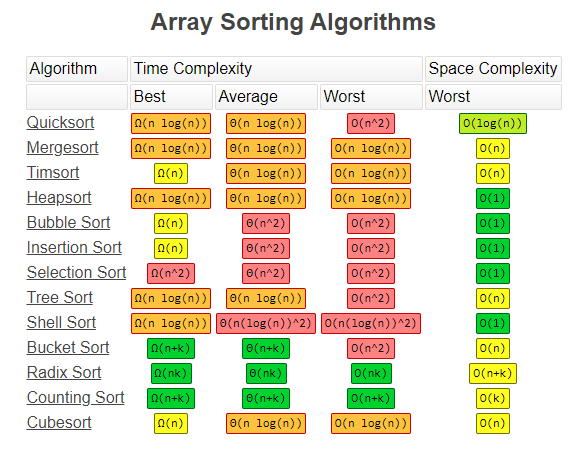 Array Sorting Algorithms
Algorithm Time Complexity Space Complexity
Best Average Worst Worst
Quicksort Ω(n log(n)) Θ(n log(n)) O(n^2) O(log(n))
Mergesort Ω(n log(n)) Θ(n log(n)) O(n log(n)) O(n)
Timsort Ω(n) Θ(n log(n)) O(n log(n)) O(n)
Heapsort Ω(n log(n)) Θ(n log(n)) O(n log(n)) O(1)
Bubble Sort Ω(n) Θ(n^2) O(n^2) O(1)
Insertion Sort Ω(n) Θ(n^2) O(n^2) O(1)
Selection Sort Ω(n^2) Θ(n^2) O(n^2) O(1)
Tree Sort Ω(n log(n)) Θ(n log(n)) O(n^2) O(n)
Shell Sort Ω(n log(n)) Θ(n(log(n))^2) O(n(log(n))^2) O(1)
Bucket Sort Ω(n+k) Θ(n+k) O(n^2) O(n)
Radix Sort Ω(nk) Θ(nk) O(nk) O(n+k)
Counting Sort Ω(n+k) Θ(n+k) O(n+k) O(k)
Cubesort Ω(n) Θ(n log(n)) O(n log(n)) O(n)